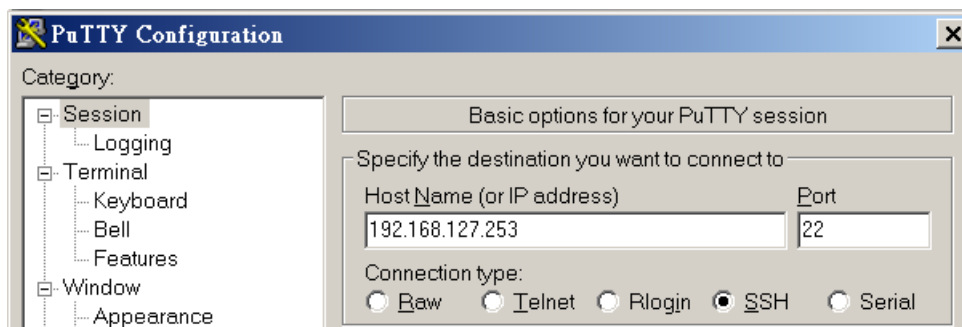 PuTTY Configuration
Category:
Session
Logging
Terminal
Keyboard
Bell
Features
Window
Appearance
Basic options for your PuTTY session
Specify the destination you want to connect to
Host Name (or IP address)
Port
192.168.127.253
22
Connection type:
Raw Telnet Rlogin SSH Serial